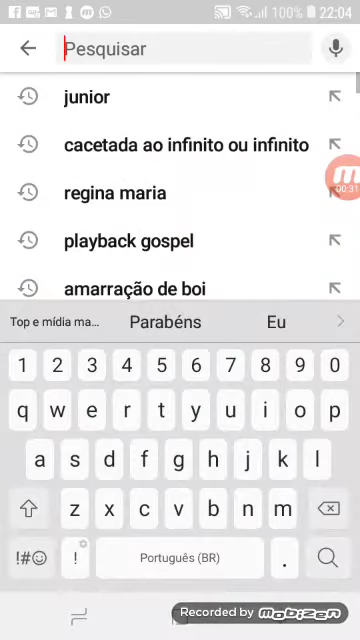 100% 22:04
Pesquisar
junior
cacetada ao infinito ou infinito
00:31
regina maria
playback gospel
amarração de boi
Top e mídia ma... Parabéns Eu
1 2 3 4 5 6 7 8 9 0
q w e r t y u i o p
a s d f g h j k l
z x c v b n m
!#☺ ! Português (BR) .
Recorded by mobizen